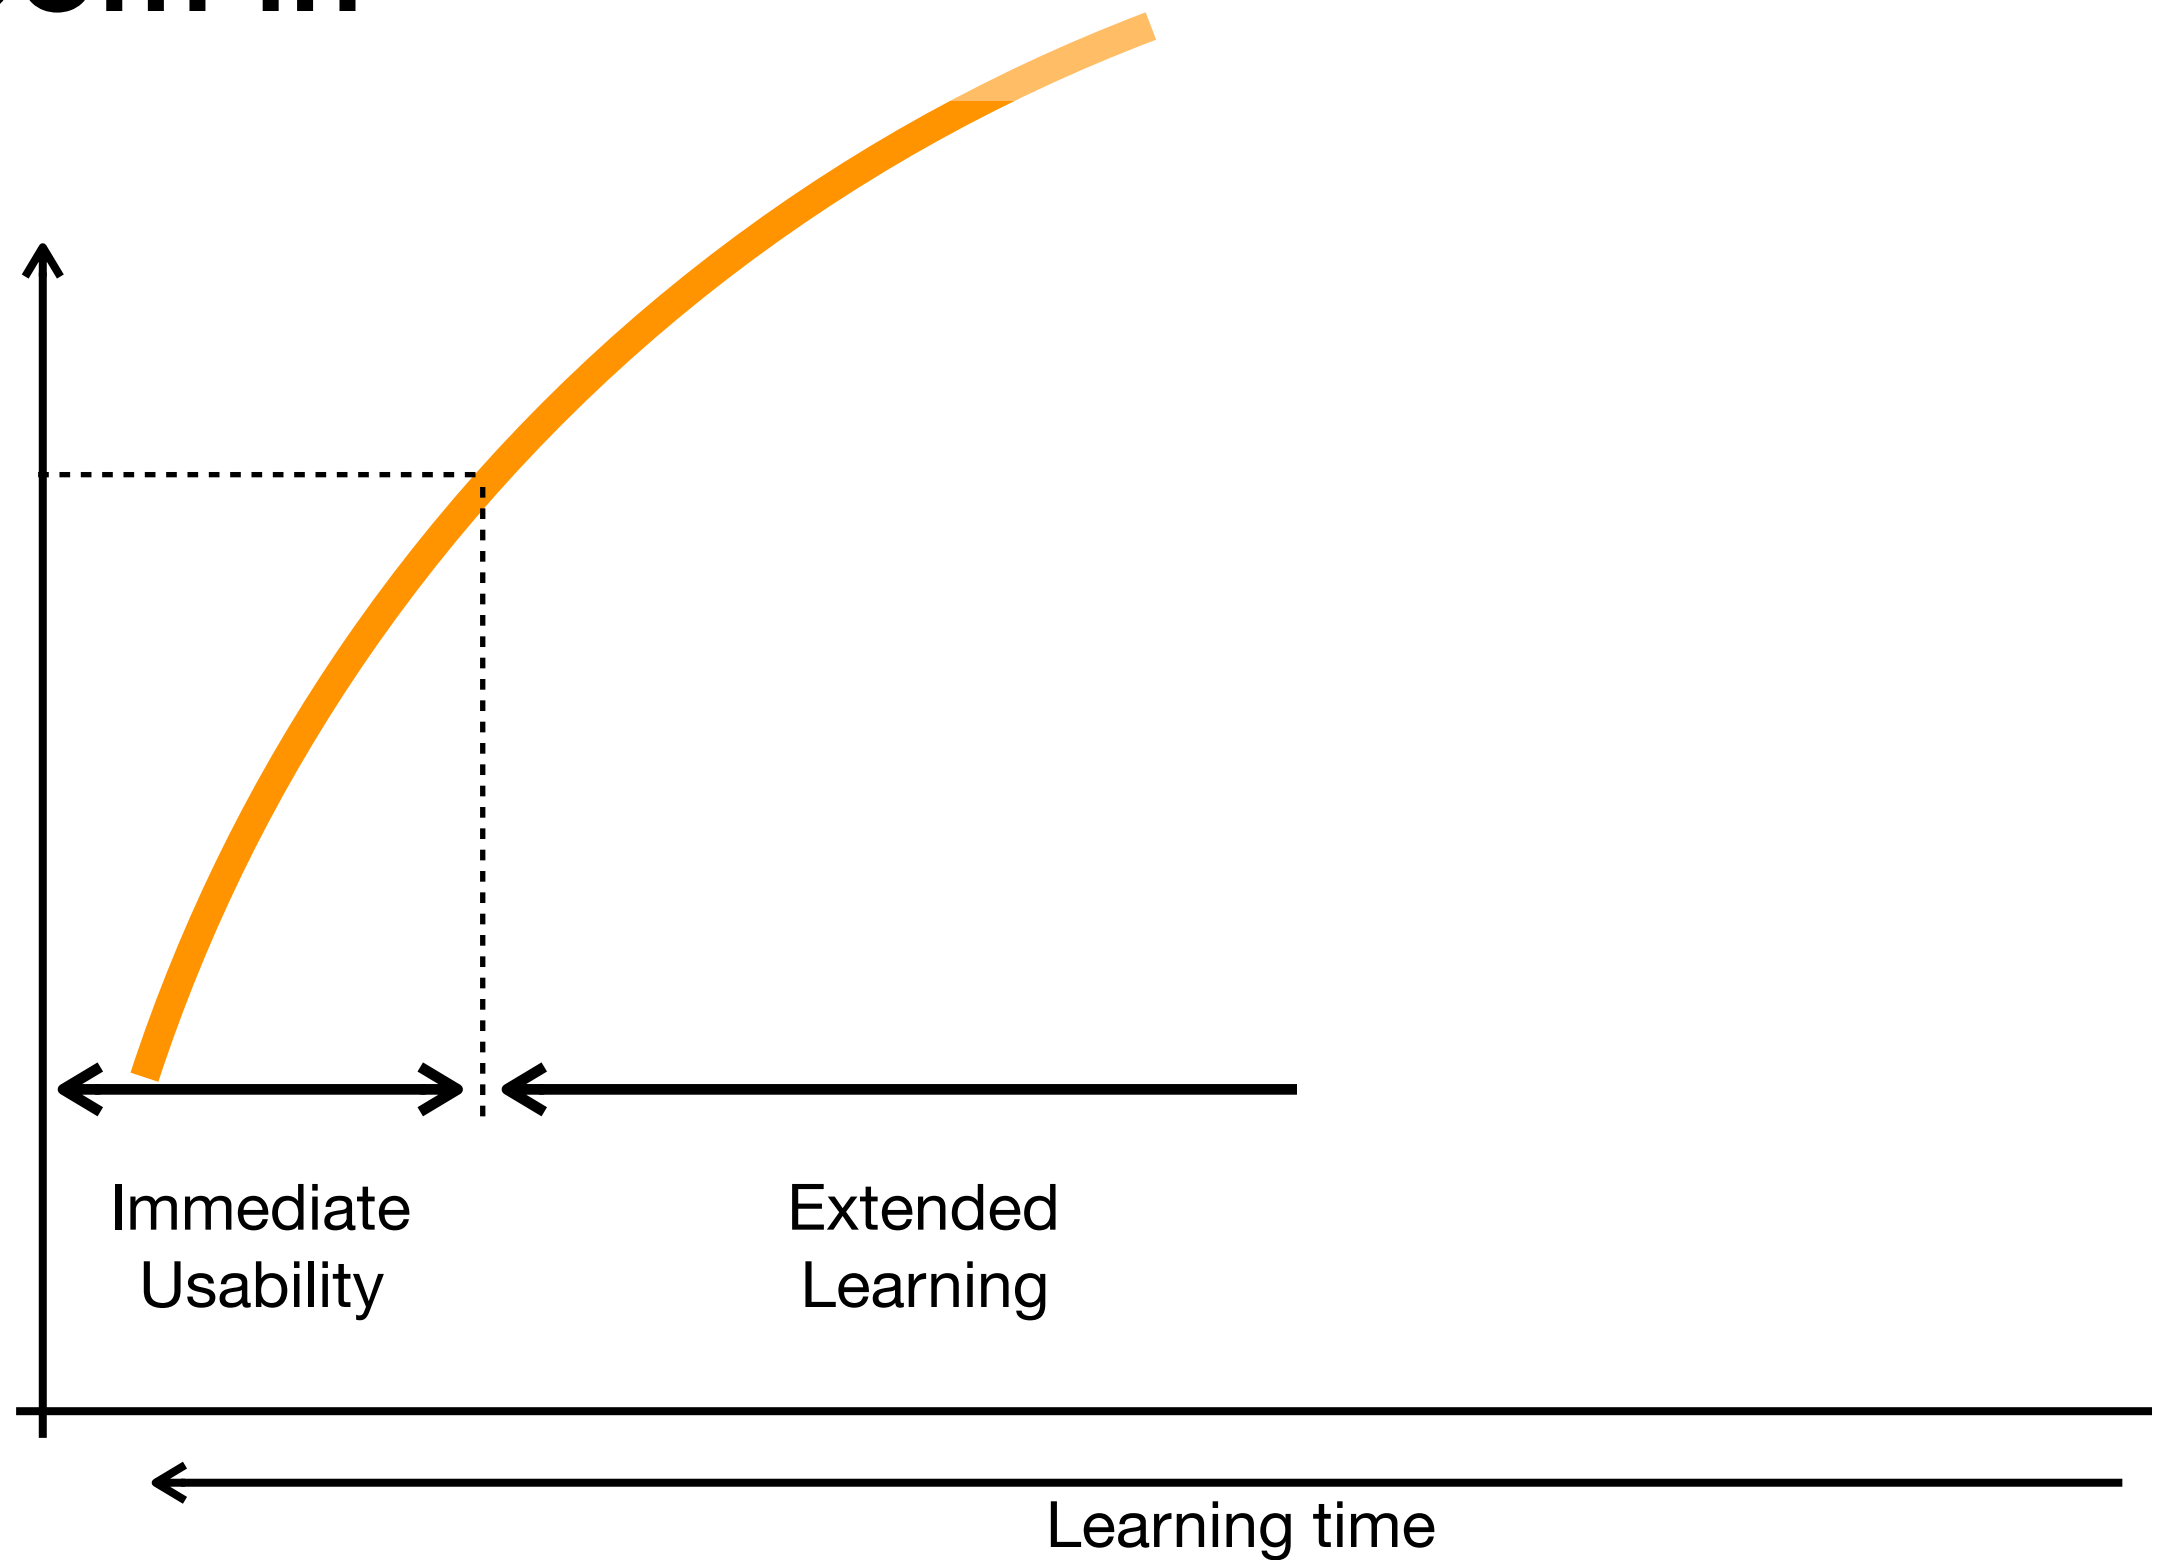 Immediate
Usability
Extended
Learning
Learning time